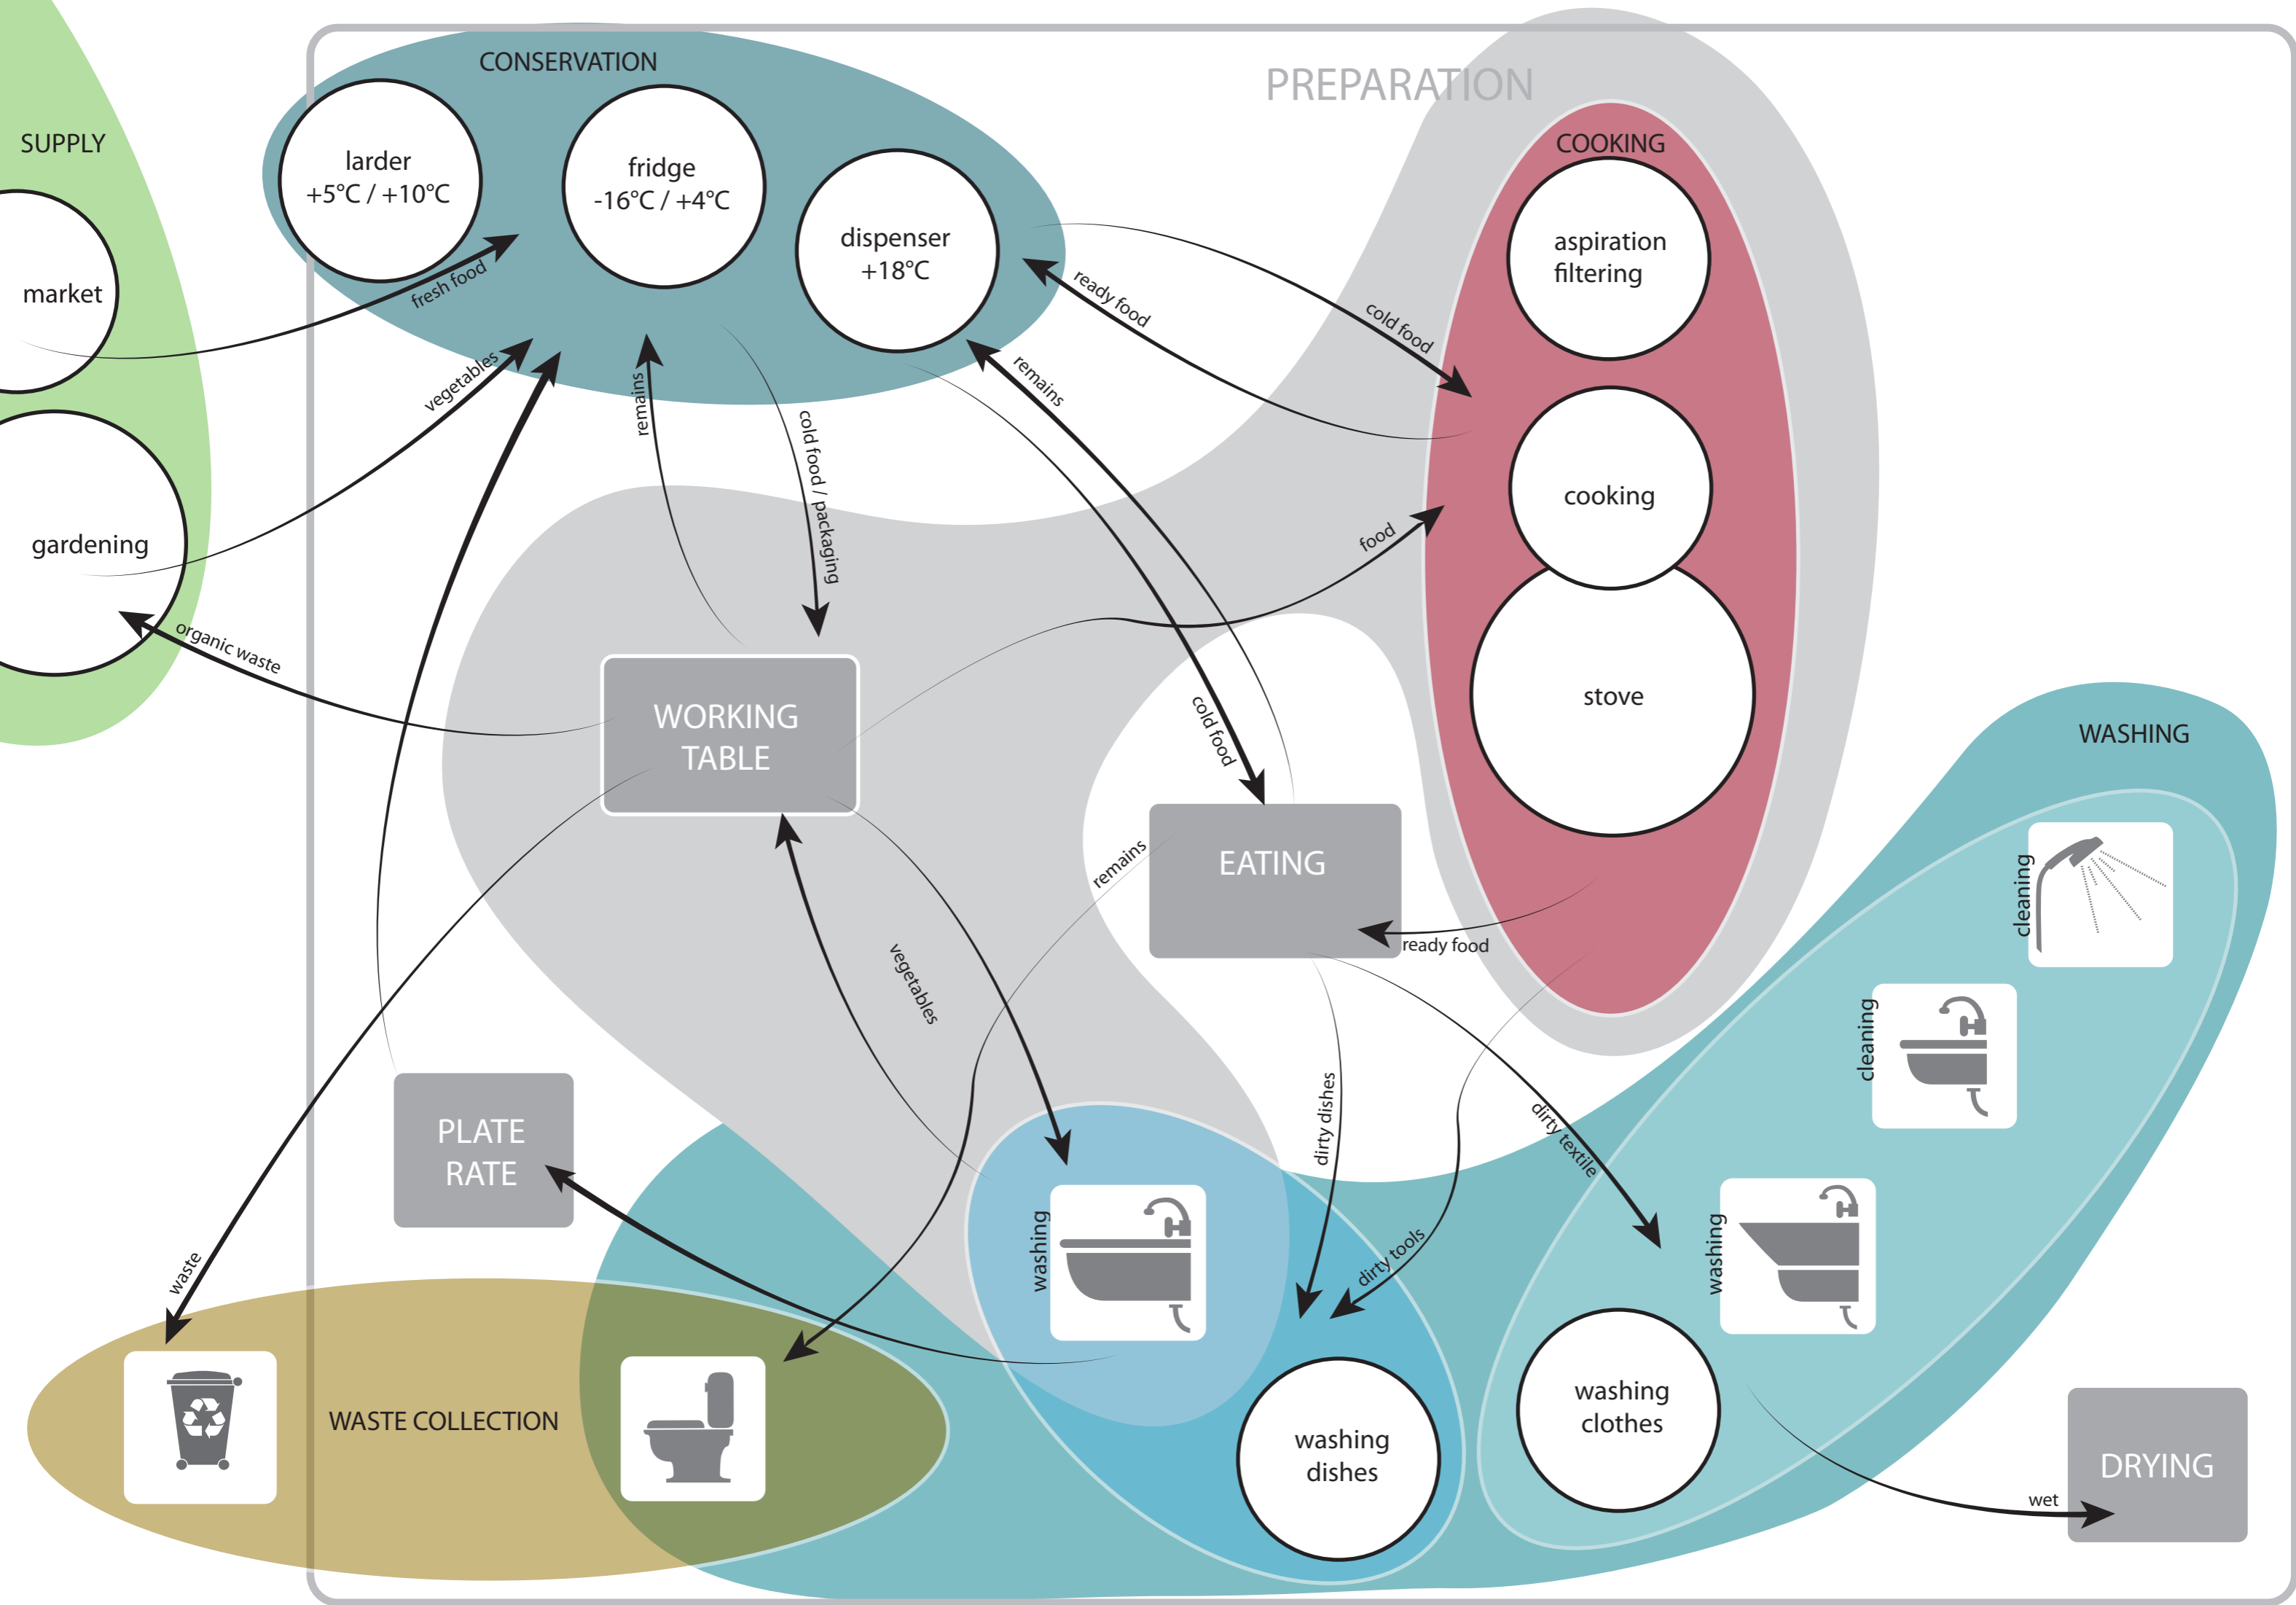 CONSERVATION
PREPARATION
SUPPLY
COOKING
larder
+5°C / +10°C
fridge
-16°C / +4°C
dispenser
+18°C
aspiration
filtering
market
fresh food
ready food
cold food
vegetables
remains
remains
cold food / packaging
cooking
food
gardening
organic waste
stove
WORKING
TABLE
cold food
WASHING
EATING
remains
cleaning
ready food
vegetables
cleaning
PLATE
RATE
dirty dishes
dirty textile
washing
washing
dirty tools
waste
WASTE COLLECTION
washing
dishes
washing
clothes
DRYING
wet